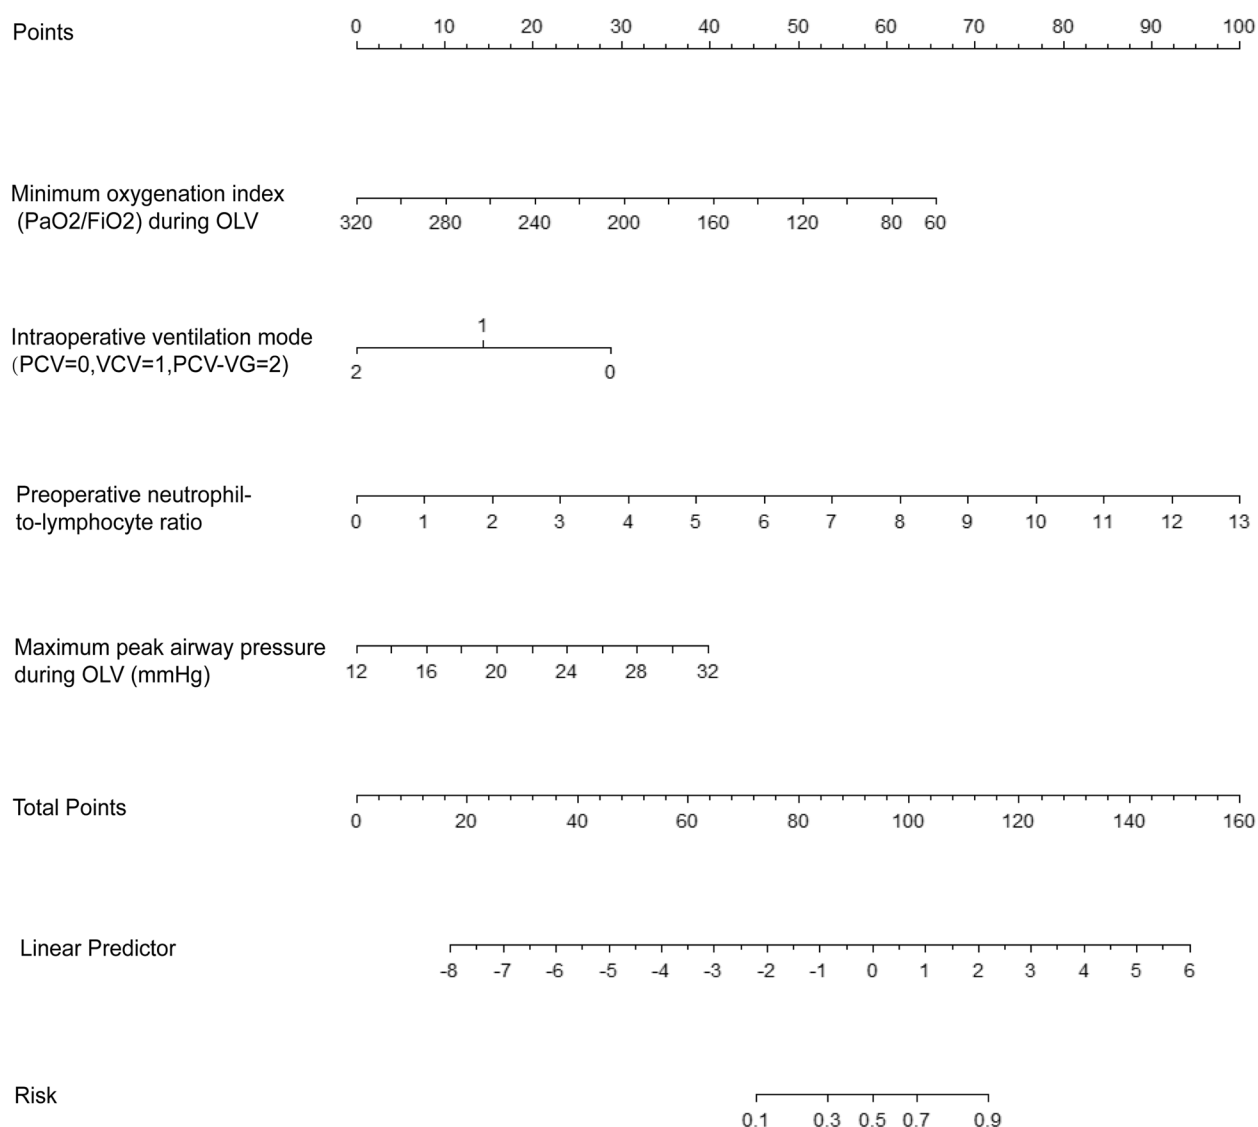 Points
0 10 20 30 40 50 60 70 80 90 100
Minimum oxygenation index
(PaO2/FiO2) during OLV
320 280 240 200 160 120 80 60
Intraoperative ventilation mode
(PCV=0,VCV=1,PCV-VG=2)
1
2 0
Preoperative neutrophil-
to-lymphocyte ratio
0 1 2 3 4 5 6 7 8 9 10 11 12 13
Maximum peak airway pressure
during OLV (mmHg)
12 16 20 24 28 32
Total Points
0 20 40 60 80 100 120 140 160
Linear Predictor
-8 -7 -6 -5 -4 -3 -2 -1 0 1 2 3 4 5 6
Risk
0.1 0.3 0.5 0.7 0.9